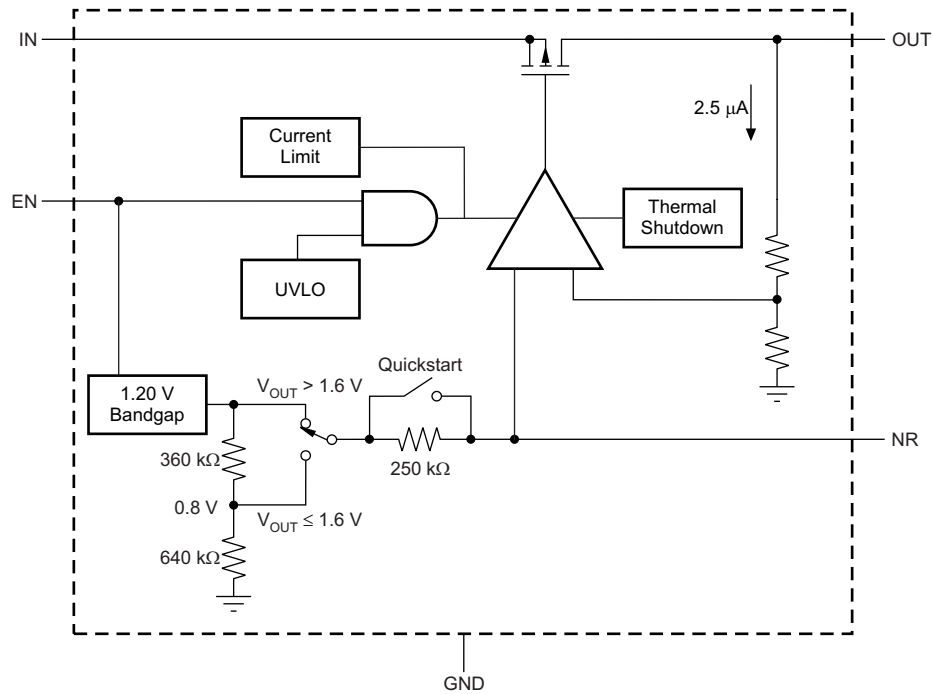 IN
OUT
2.5 μA
Current
Limit
EN
Thermal
Shutdown
UVLO
Quickstart
V_OUT > 1.6 V
1.20 V
Bandgap
NR
360 kΩ
250 kΩ
0.8 V
V_OUT ≤ 1.6 V
640 kΩ
GND